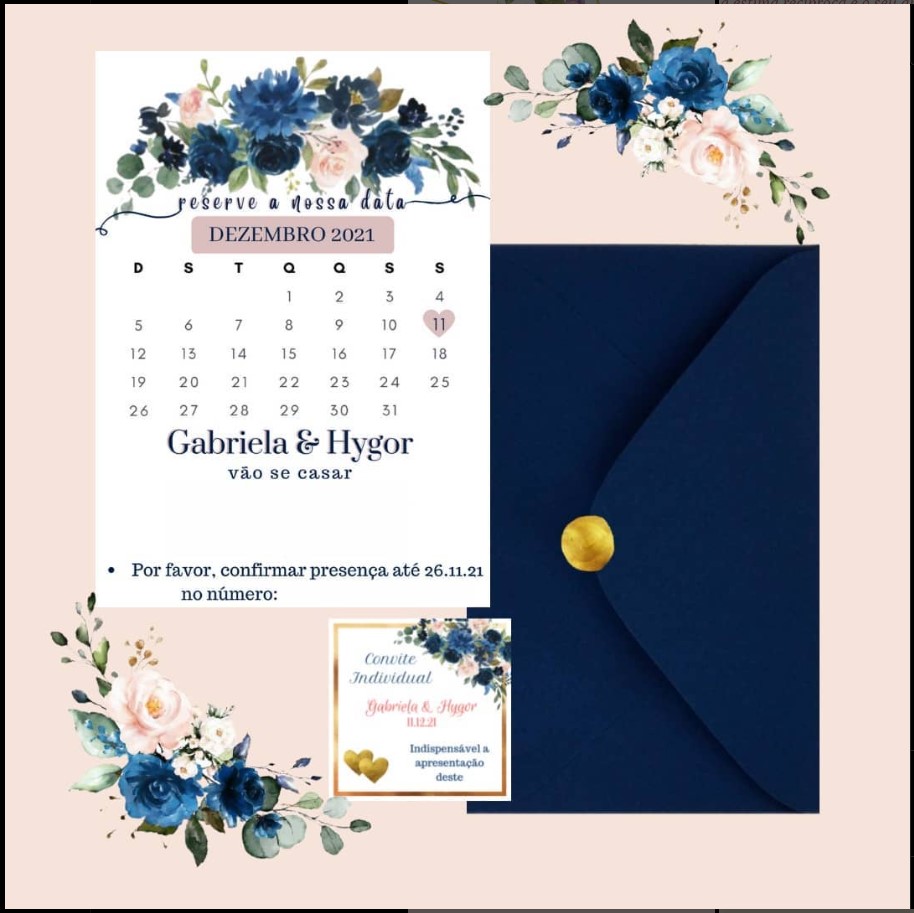 reserve a nossa data
DEZEMBRO 2021
D S T Q Q S S
1 2 3 4
5 6 7 8 9 10 11
12 13 14 15 16 17 18
19 20 21 22 23 24 25
26 27 28 29 30 31
Gabriela & Hygor
vão se casar
• Por favor, confirmar presença até 26.11.21
no número:
Convite
Individual
Gabriela & Hygor
11.12.21
Indispensável a
apresentação
deste